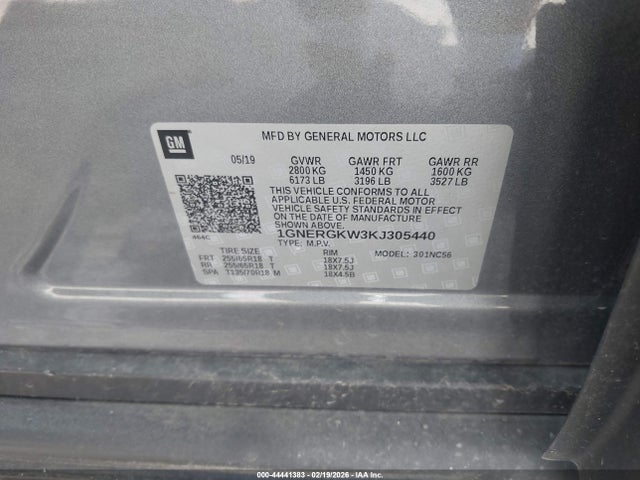 GM
MFD BY GENERAL MOTORS LLC
05/19 GVWR GAWR FRT GAWR RR
2800 KG 1450 KG 1600 KG
6173 LB 3196 LB 3527 LB
THIS VEHICLE CONFORMS TO ALL
APPLICABLE U.S. FEDERAL MOTOR
VEHICLE SAFETY STANDARDS IN EFFECT
ON THE DATE OF MANUFACTURE SHOWN ABOVE.
1GNERGKW3KJ305440
464C
TYPE: M.P.V. MODEL: 301NC56
TIRE SIZE RIM
FRT 255/65R18 T 18X7.5J
RR 255/65R18 T 18X7.5J
SPA T135/70R18 M 18X4.5B
000-44441383 - 02/19/2026 - IAA Inc.